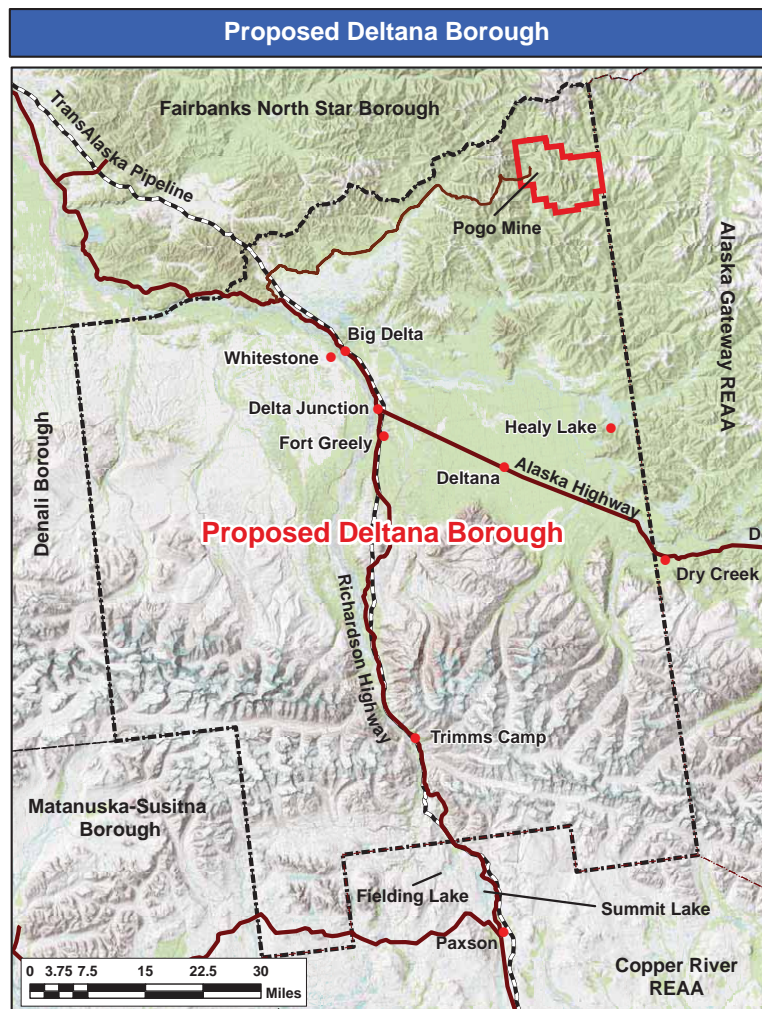 Proposed Deltana Borough
Fairbanks North Star Borough
TransAlaska Pipeline
Pogo Mine
Alaska Gateway REAA
Big Delta
Whitestone
Delta Junction
Healy Lake
Fort Greely
Deltana
Alaska Highway
Denali Borough
Proposed Deltana Borough
D
Dry Creek
Richardson Highway
Trimms Camp
Matanuska-Susitna
Borough
Fielding Lake
Summit Lake
Paxson
Copper River
REAA
0 3.75 7.5 15 22.5 30
Miles